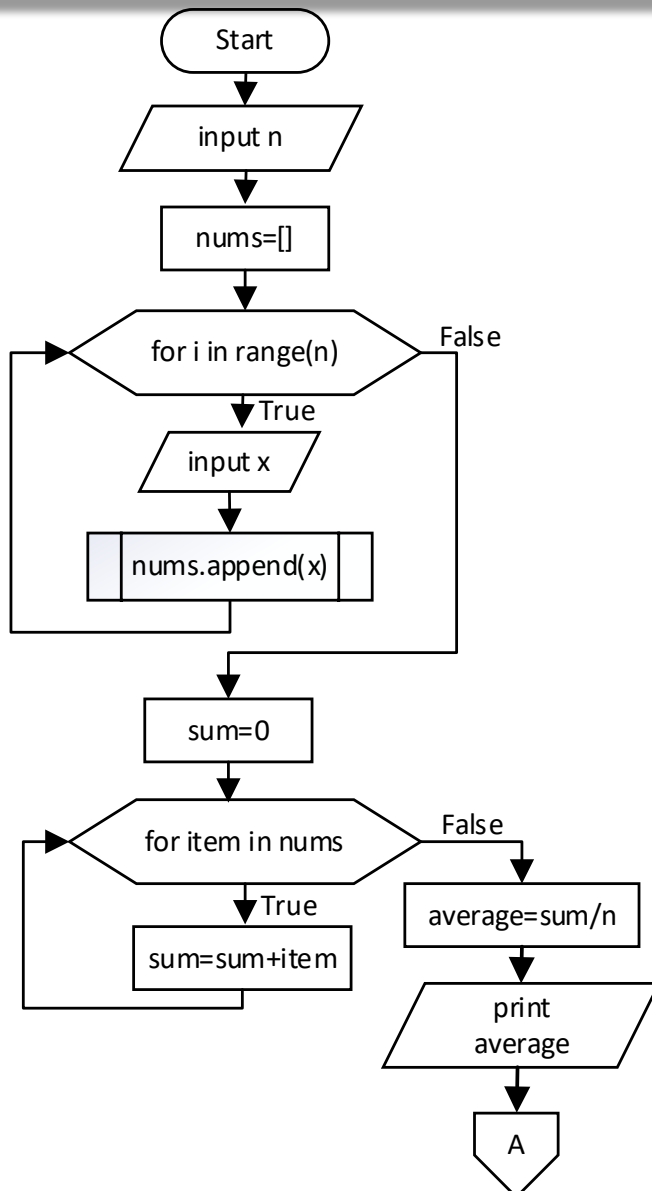 Start
input n
nums=[]
for i in range(n)
False
True
input x
nums.append(x)
sum=0
for item in nums
False
True
sum=sum+item
average=sum/n
print
average
A